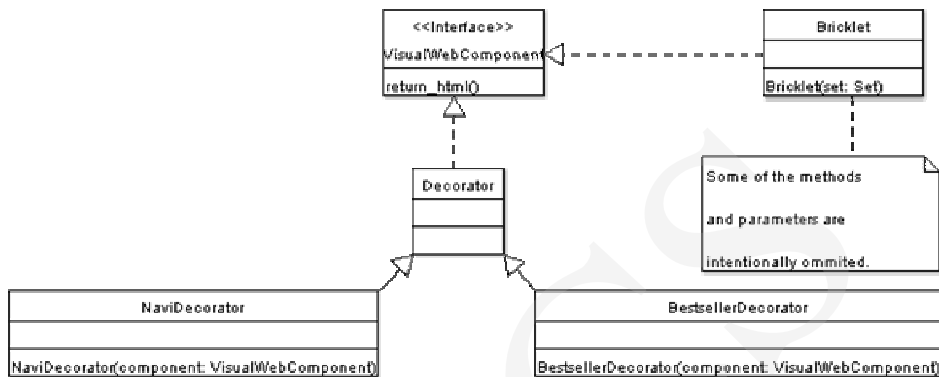 <<Interface>>
VisualWebComponent
return_html()
Bricklet
Bricklet(set: Set)
Decorator
Some of the methods
and parameters are
intentionally ommited.
NaviDecorator
NaviDecorator(component: VisualWebComponent)
BestsellerDecorator
BestsellerDecorator(component: VisualWebComponent)